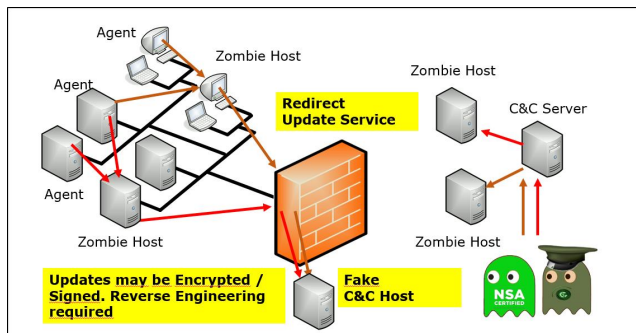 Agent
Zombie Host
Agent
Redirect
Update Service
Zombie Host
C&C Server
Agent
Zombie Host
Zombie Host
Updates may be Encrypted /
Signed. Reverse Engineering
required
Fake
C&C Host
NSA
CERTIFIED